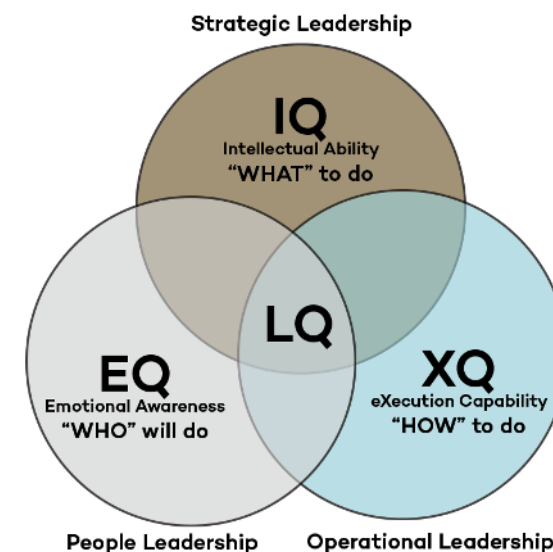 Strategic Leadership
IQ
Intellectual Ability
“WHAT” to do
LQ
EQ
Emotional Awareness
“WHO” will do
XQ
eXecution Capability
“HOW” to do
People Leadership
Operational Leadership